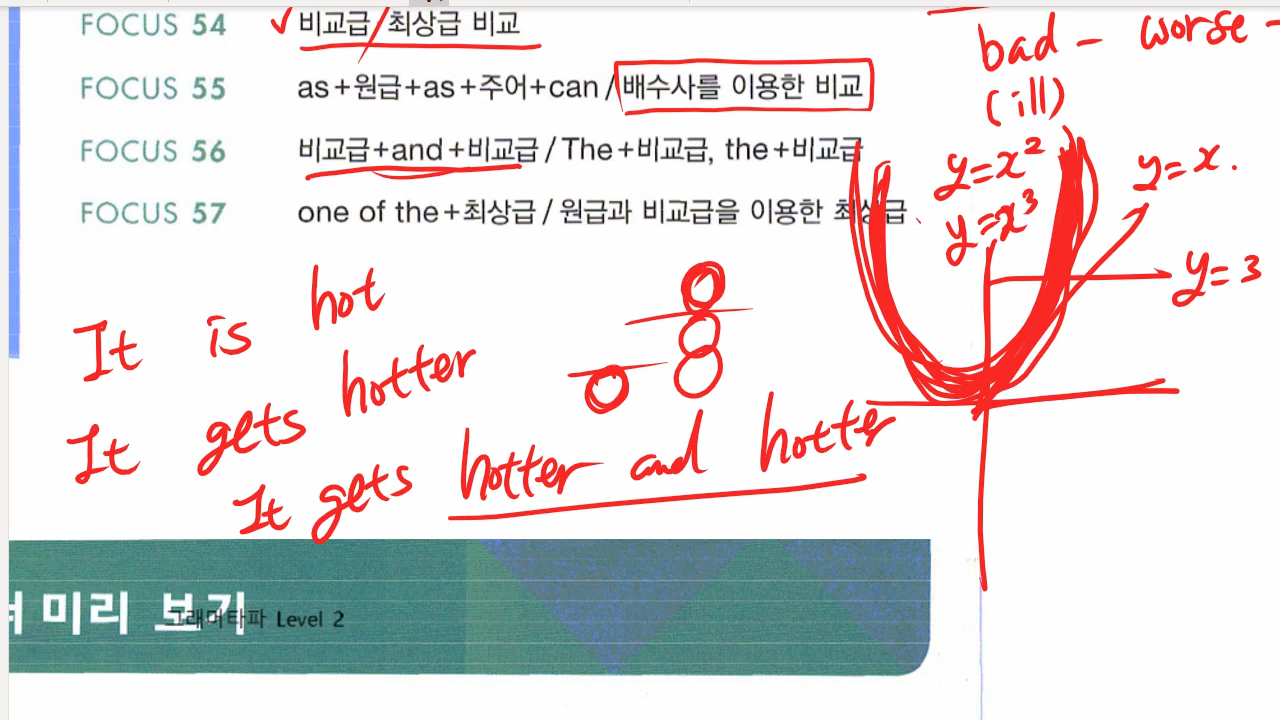 FOCUS 54 비교급/최상급 비교
FOCUS 55 as+원급+as+주어+can/배수사를 이용한 비교
FOCUS 56 비교급+and+비교급/The+비교급, the+비교급
FOCUS 57 one of the+최상급/원급과 비교급을 이용한 최상급
bad - worse -
(ill)
y=x²
y=x³
y=x.
y=3
It is hot
It gets hotter
It gets hotter and hotter
미리 보기
그래머타파 Level 2